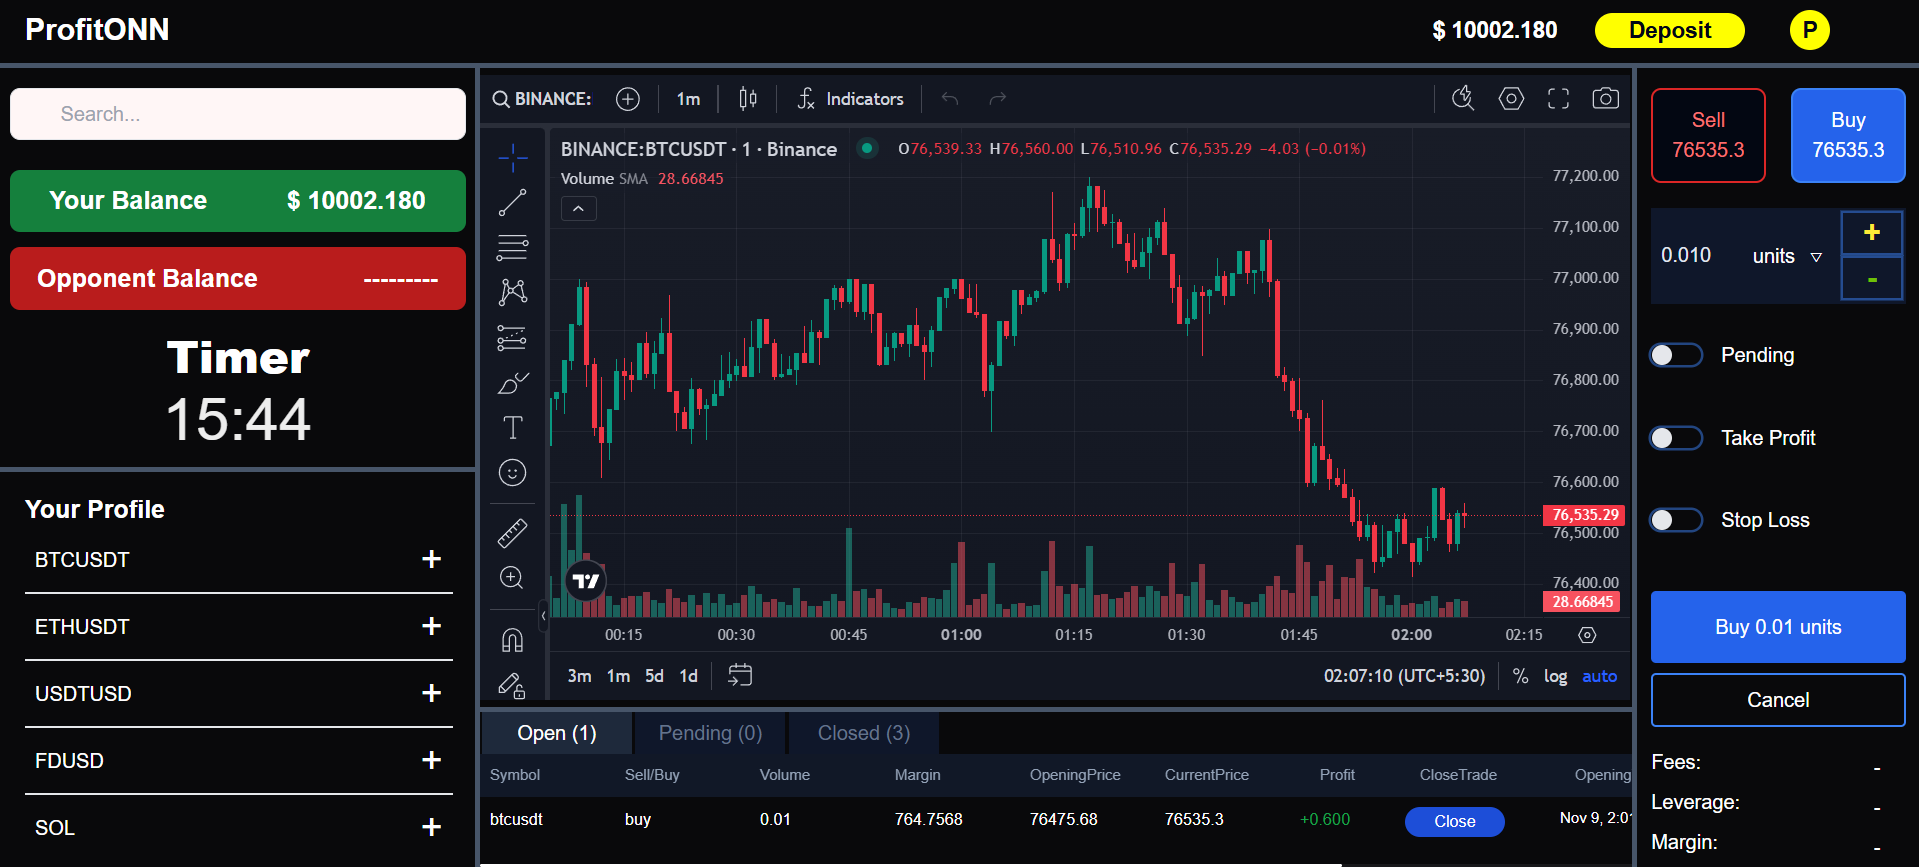 ProfitONN
$ 10002.180
Deposit
P
Search...
Your Balance $ 10002.180
Opponent Balance ---------
Timer
15:44
Your Profile
BTCUSDT +
ETHUSDT +
USDTUSD +
FDUSD +
SOL +
BINANCE: 1m Indicators
BINANCE:BTCUSDT · 1 · Binance O76,539.33 H76,560.00 L76,510.96 C76,535.29 −4.03 (−0.01%)
Volume SMA 28.66845
77,200.00
77,100.00
77,000.00
76,900.00
76,800.00
76,700.00
76,600.00
76,535.29
76,500.00
76,400.00
28.66845
00:15 00:30 00:45 01:00 01:15 01:30 01:45 02:00 02:15
3m 1m 5d 1d 02:07:10 (UTC+5:30) % log auto
Open (1) Pending (0) Closed (3)
Symbol Sell/Buy Volume Margin OpeningPrice CurrentPrice Profit CloseTrade Opening
btcusdt buy 0.01 764.7568 76475.68 76535.3 +0.600 Close Nov 9, 2:01
Sell
76535.3
Buy
76535.3
0.010 units
+
-
Pending
Take Profit
Stop Loss
Buy 0.01 units
Cancel
Fees: -
Leverage: -
Margin: -